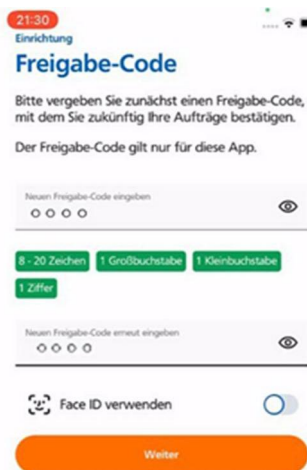 21:30
Einrichtung
Freigabe-Code
Bitte vergeben Sie zunächst einen Freigabe-Code,
mit dem Sie zukünftig Ihre Aufträge bestätigen.
Der Freigabe-Code gilt nur für diese App.
Neuen Freigabe-Code eingeben
8 - 20 Zeichen 1 Großbuchstabe 1 Kleinbuchstabe
1 Ziffer
Neuen Freigabe-Code erneut eingeben
Face ID verwenden
Weiter